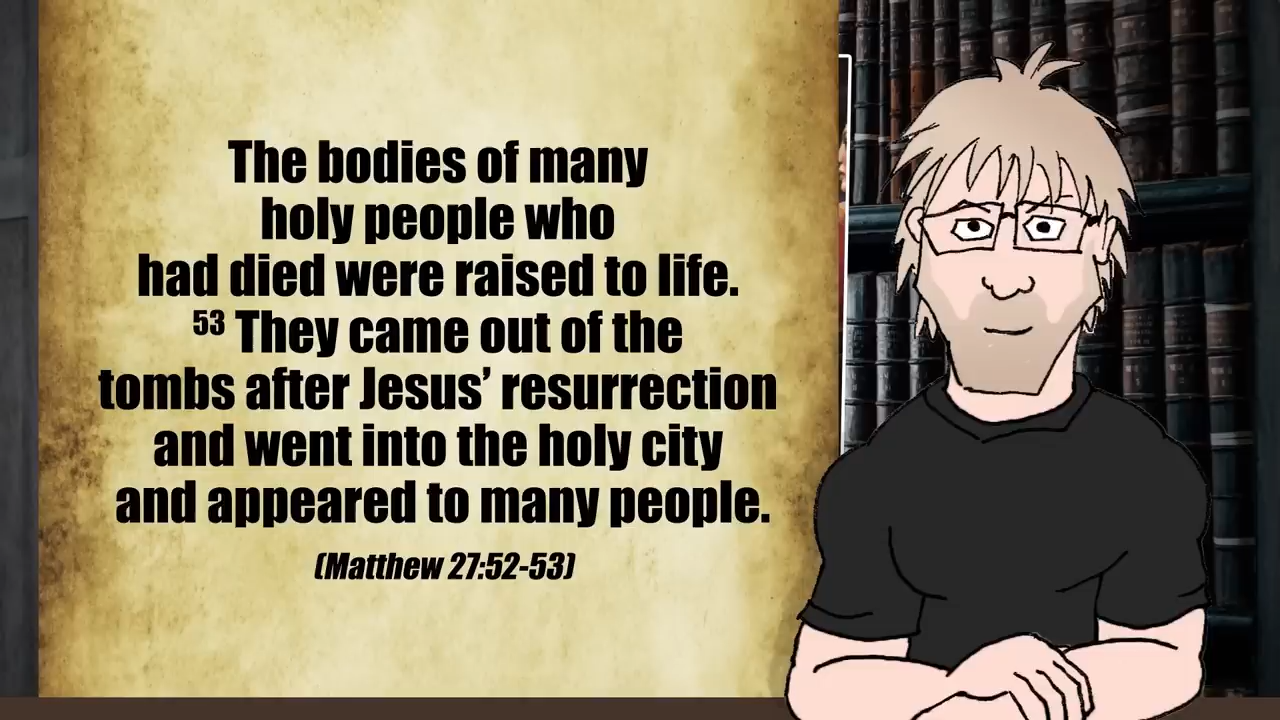 The bodies of many
holy people who
had died were raised to life.
53 They came out of the
tombs after Jesus’ resurrection
and went into the holy city
and appeared to many people.
(Matthew 27:52-53)